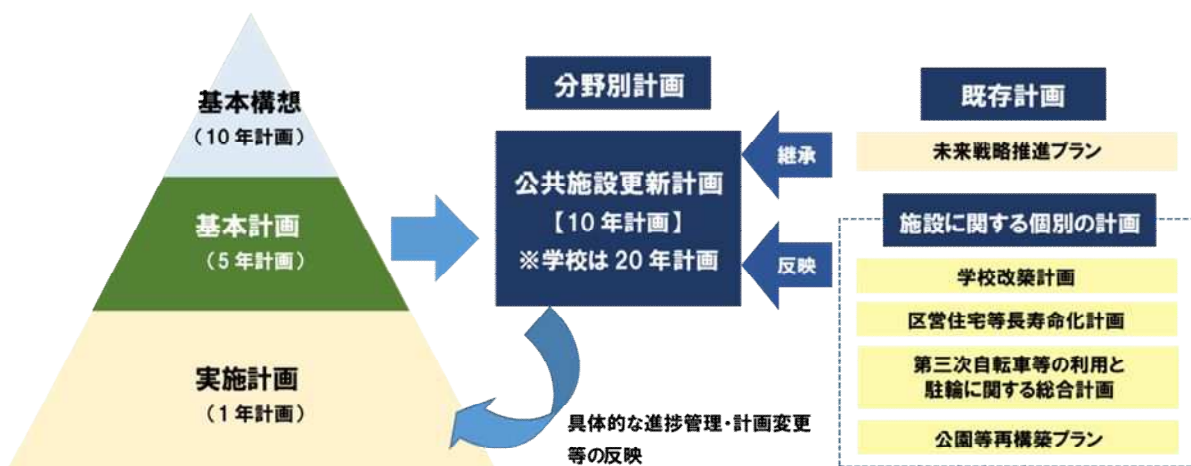 基本構想
（10年計画）
基本計画
（5年計画）
実施計画
（1年計画）
分野別計画
公共施設更新計画
【10年計画】
※学校は20年計画
具体的な進捗管理・計画変更
等の反映
継承
反映
既存計画
未来戦略推進プラン
施設に関する個別の計画
学校改築計画
区営住宅等長寿命化計画
第三次自転車等の利用と
駐輪に関する総合計画
公園等再構築プラン